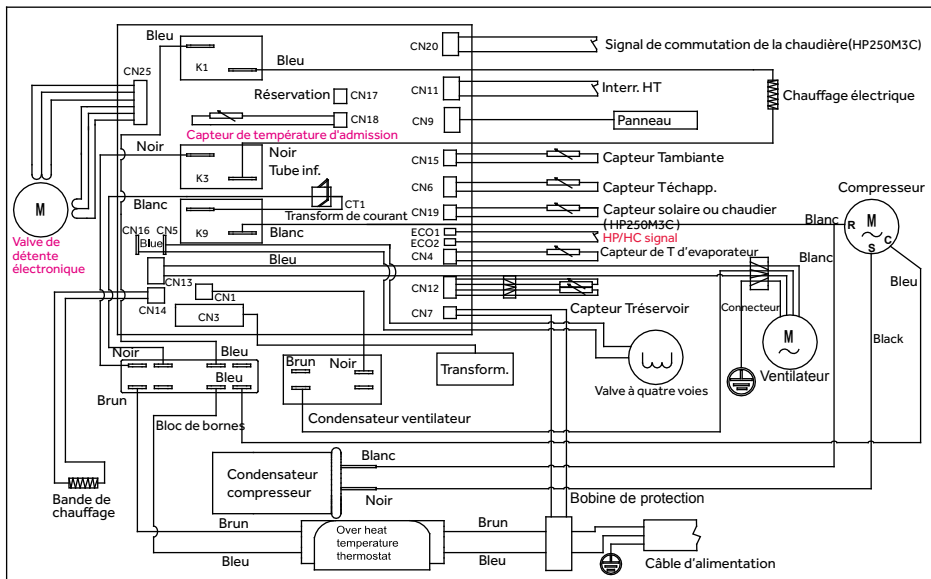 Bleu
CN20
Signal de commutation de la chaudière(HP250M3C)
K1
Bleu
CN25
CN11
Interr. HT
Réservation
CN17
Chauffage électrique
CN18
CN9
Panneau
Capteur de température d'admission
Noir
Noir
CN15
Capteur Tambiante
K3
Tube inf.
CN6
Capteur Téchapp.
Compresseur
M
CT1
Blanc
Transform de courant
CN19
Capteur solaire ou chaudier
(HP250M3C)
Blanc
R
M
C
S
K9
Blanc
ECO1
HP/HC signal
CN16
CN5
ECO2
Valve de
détente
électronique
Blue
Bleu
CN4
Capteur de T d'evaporateur
Blanc
Bleu
CN13
CN1
CN12
CN14
CN3
Capteur Tréservoir
Connecteur
CN7
M
Black
Noir
Bleu
Brun
Noir
Transform.
Ventilateur
Bleu
Valve à quatre voies
Brun
Condensateur ventilateur
Bloc de bornes
Blanc
Condensateur
compresseur
Noir
Bande de
chauffage
Bobine de protection
Brun
Over heat
temperature
thermostat
Brun
Bleu
Bleu
Câble d'alimentation